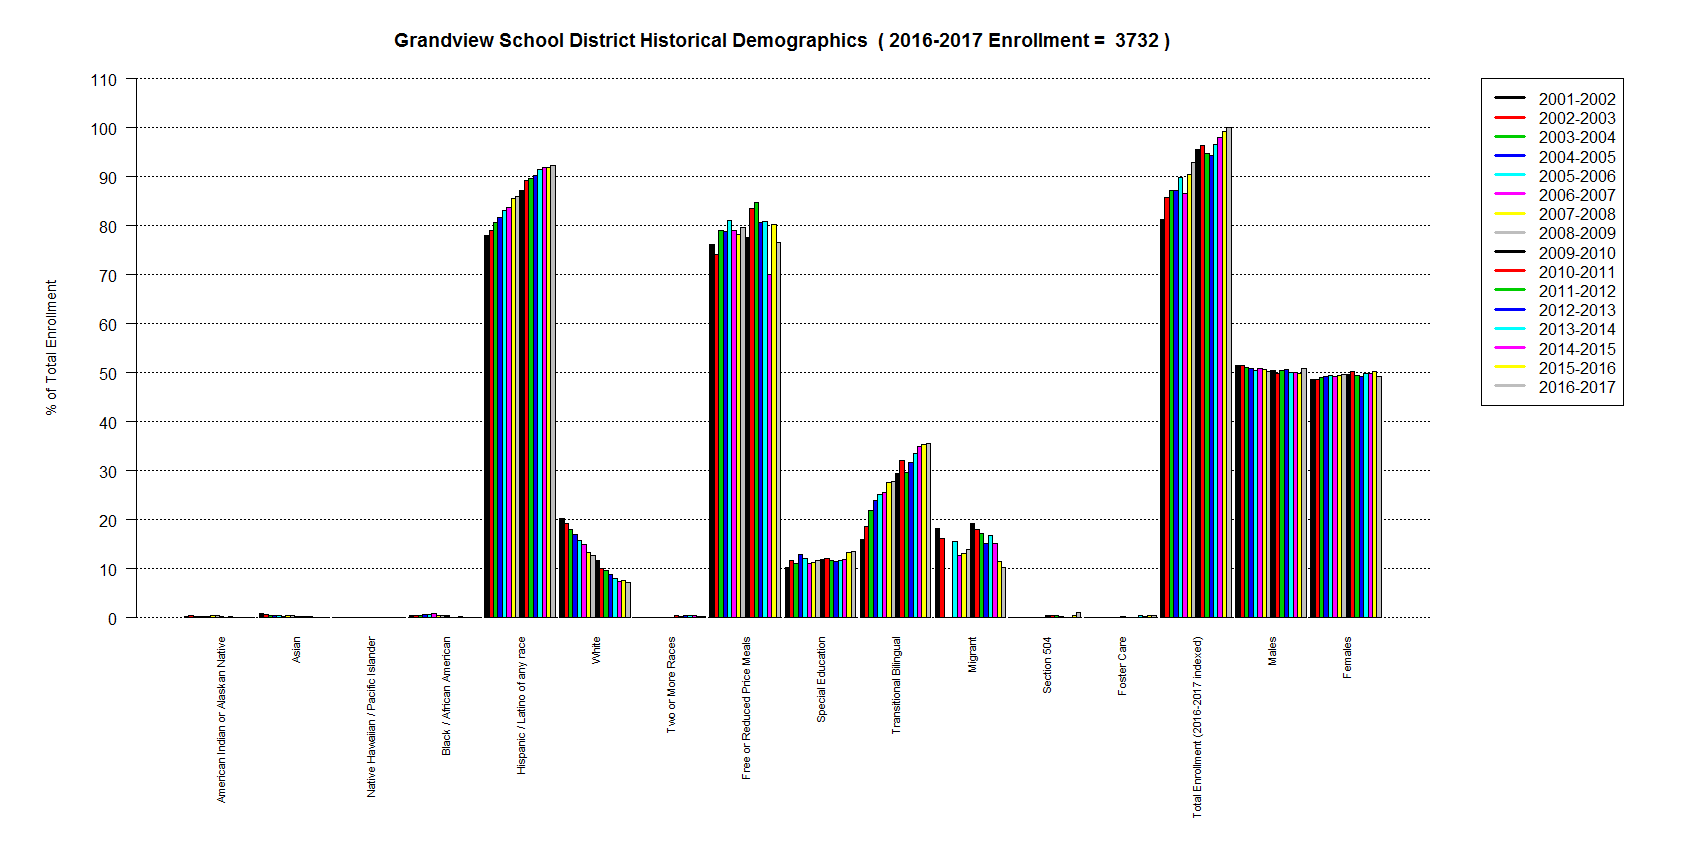 Grandview School District Historical Demographics ( 2016-2017 Enrollment = 3732 )
% of Total Enrollment
110
100
90
80
70
60
50
40
30
20
10
0
American Indian or Alaskan Native
Asian
Native Hawaiian / Pacific Islander
Black / African American
Hispanic / Latino of any race
White
Two or More Races
Free or Reduced Price Meals
Special Education
Transitional Bilingual
Migrant
Section 504
Foster Care
Total Enrollment (2016-2017 indexed)
Males
Females
2001-2002
2002-2003
2003-2004
2004-2005
2005-2006
2006-2007
2007-2008
2008-2009
2009-2010
2010-2011
2011-2012
2012-2013
2013-2014
2014-2015
2015-2016
2016-2017